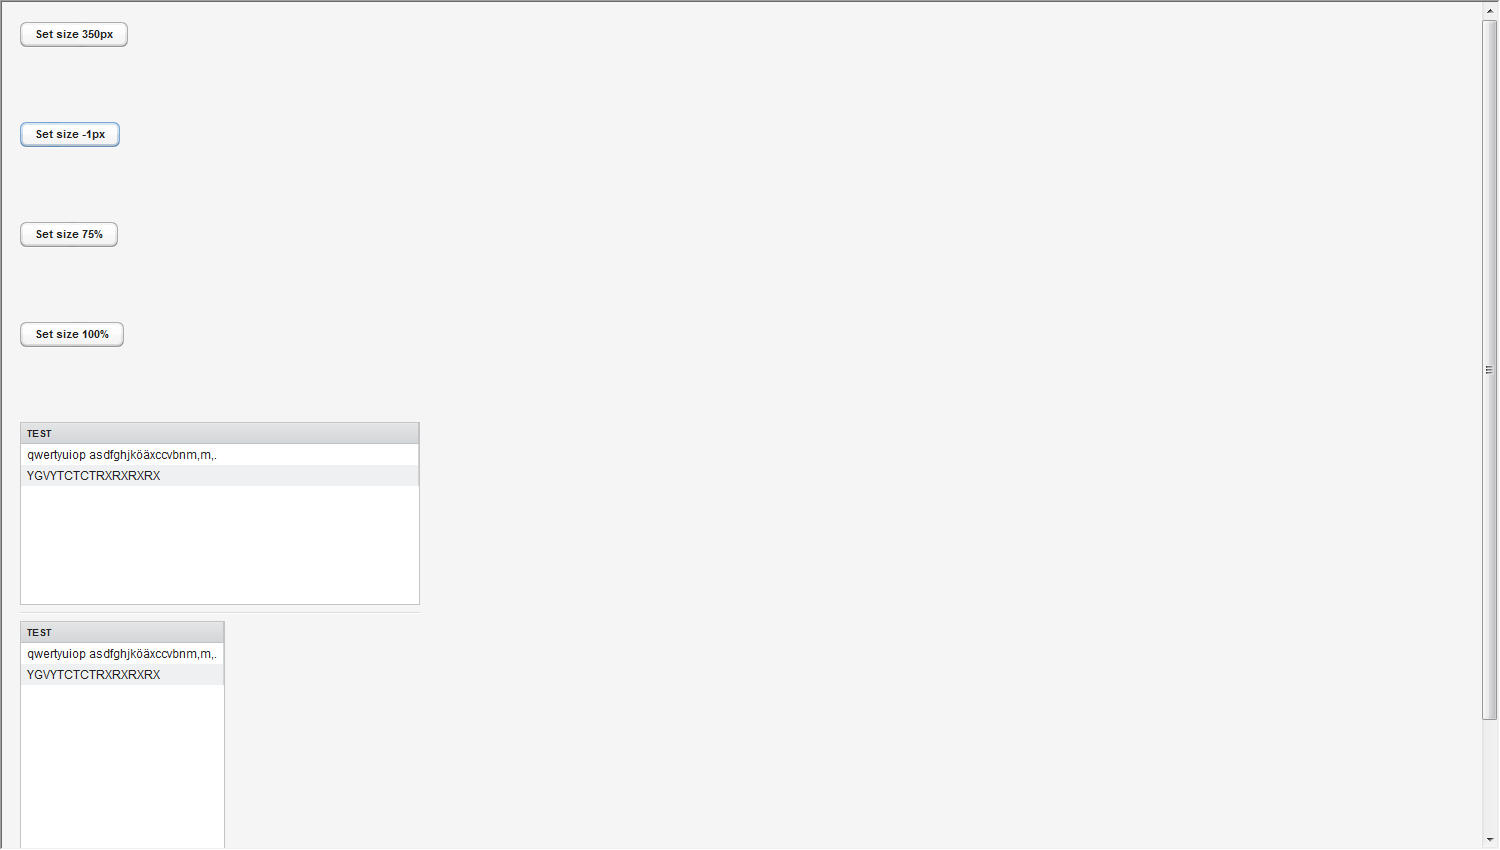 Set size 350px
Set size -1px
Set size 75%
Set size 100%
TEST
qwertyuiop asdfghjköäxccvbnm,m,.
YGVYTCTCTRXRXRXRX
TEST
qwertyuiop asdfghjköäxccvbnm,m,.
YGVYTCTCTRXRXRXRX